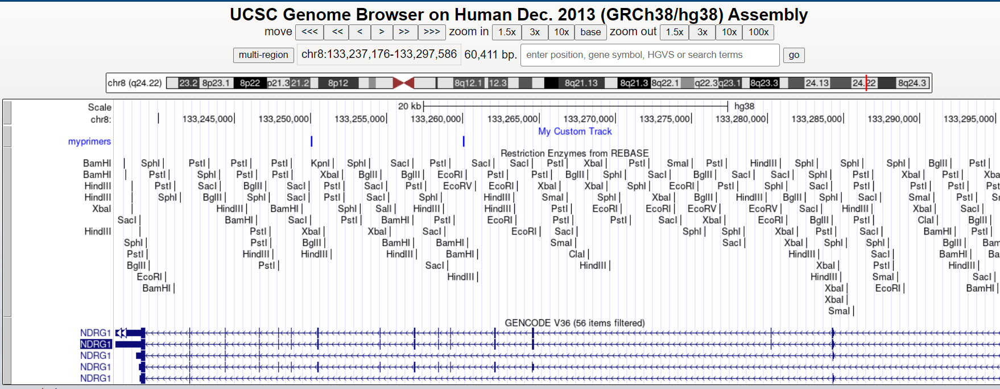 UCSC Genome Browser on Human Dec. 2013 (GRCh38/hg38) Assembly
move <<< << < > >> >>> zoom in 1.5x 3x 10x base zoom out 1.5x 3x 10x 100x
multi-region chr8:133,237,176-133,297,586 60,411 bp. enter position, gene symbol, HGVS or search terms go
chr8 (q24.22) 23.2 8p23.1 8p22 p21.3 21.2 8p12 8q12.1 12.3 8q21.13 8q21.3 8q22.1 q22.3 q23.1 8q23.3 24.13 24.22 8q24.3
Scale 20 kb hg38
chr8: 133,245,000 133,250,000 133,255,000 133,260,000 133,265,000 133,270,000 133,275,000 133,280,000 133,285,000 133,290,000 133,295,000
My Custom Track
myprimers
Restriction Enzymes from REBASE
BamHI SphI PstI PstI PstI KpnI SphI SacI PstI SacI SacI PstI XbaI PstI SmaI PstI HindIII SphI SphI SphI BglII PstI
BamHI PstI SphI PstI PstI XbaI BglII BglII EcoRI PstI PstI BglII SphI SacI BglII SacI SacI SphI PstI XbaI PstI Xba
HindIII PstI SacI BglII SacI PstI SacI PstI EcoRV EcoRI XbaI XbaI SphI EcoRI PstI SphI SacI PstI PstI PstI Pst
HindIII SphI BglII SphI SacI PstI SacI SphI HindIII SmaI SphI XbaI BglII HindIII BglII SphI SacI SmaI PstI
XbaI HindIII BamHI SphI SalI HindIII HindIII PstI EcoRI EcoRI EcoRV EcoRV SacI HindIII XbaI SacI
SacI BamHI SacI PstI BamHI PstI EcoRI PstI PstI SacI XbaI EcoRI BglII PstI ClaI BglII
HindIII PstI XbaI XbaI SacI EcoRI SacI SphI SphI XbaI PstI SacI BamHI PstI
SphI PstI BglII BamHI BamHI SmaI SacI XbaI SphI SphI BglII Bam
PstI HindIII HindIII HindIII BamHI ClaI HindIII SacI BamHI Ba
BglII PstI SacI HindIII XbaI PstI HindIII
EcoRI HindIII HindIII SmaI SacI
BamHI XbaI EcoRI BamHI
XbaI
SmaI
GENCODE V36 (56 items filtered)
NDRG1
NDRG1
NDRG1
NDRG1
NDRG1